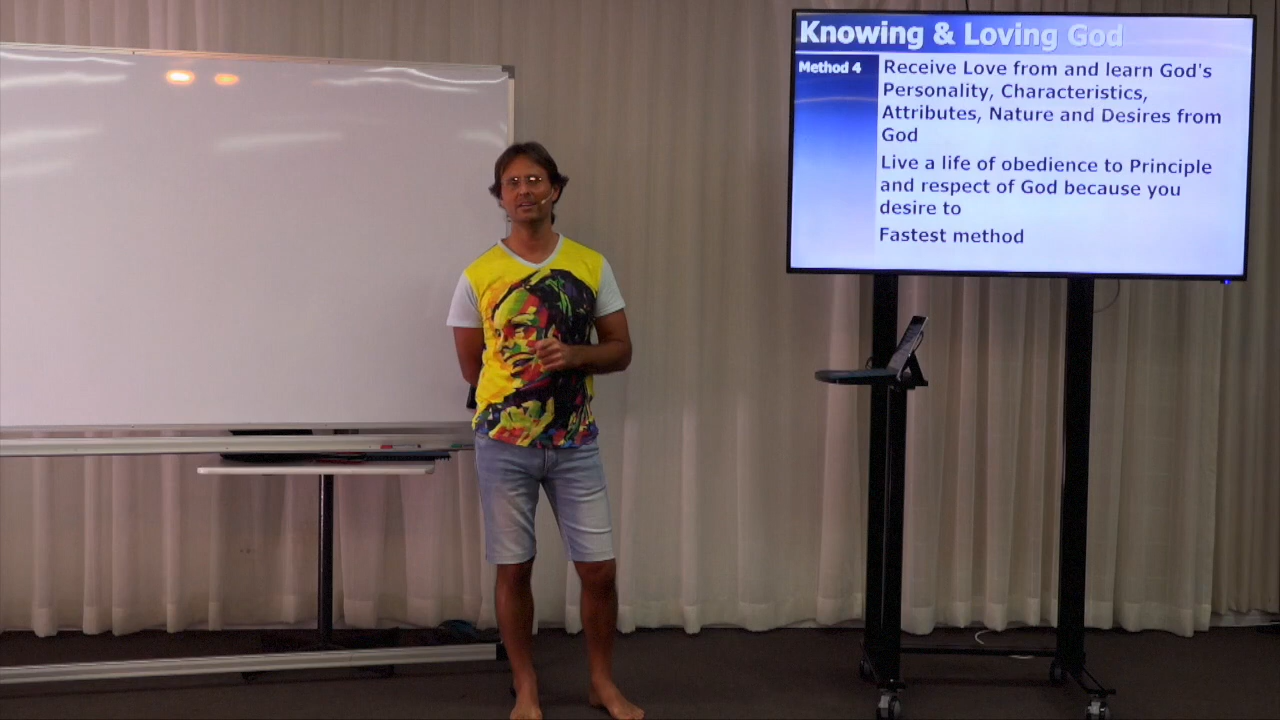 Knowing & Loving God
Method 4
Receive Love from and learn God's
Personality, Characteristics,
Attributes, Nature and Desires from
God
Live a life of obedience to Principle
and respect of God because you
desire to
Fastest method